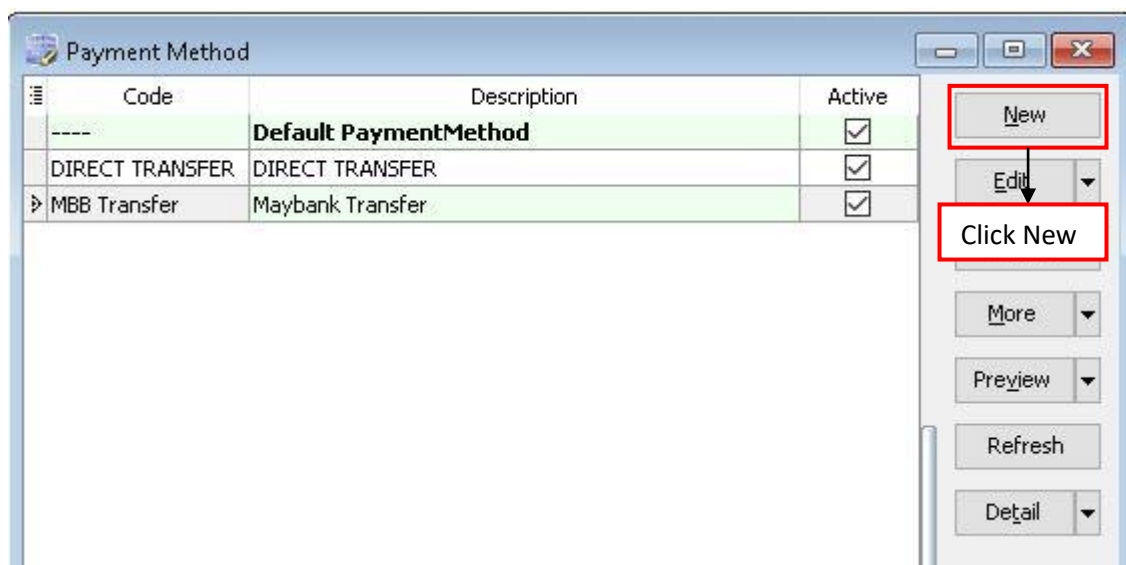 Payment Method
Code Description Active
---- Default PaymentMethod
DIRECT TRANSFER DIRECT TRANSFER
MBB Transfer Maybank Transfer
New
Edit
Click New
More
Preview
Refresh
Detail